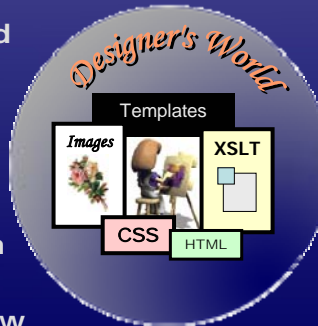 Designer's World
Templates
Images
XSLT
CSS
HTML